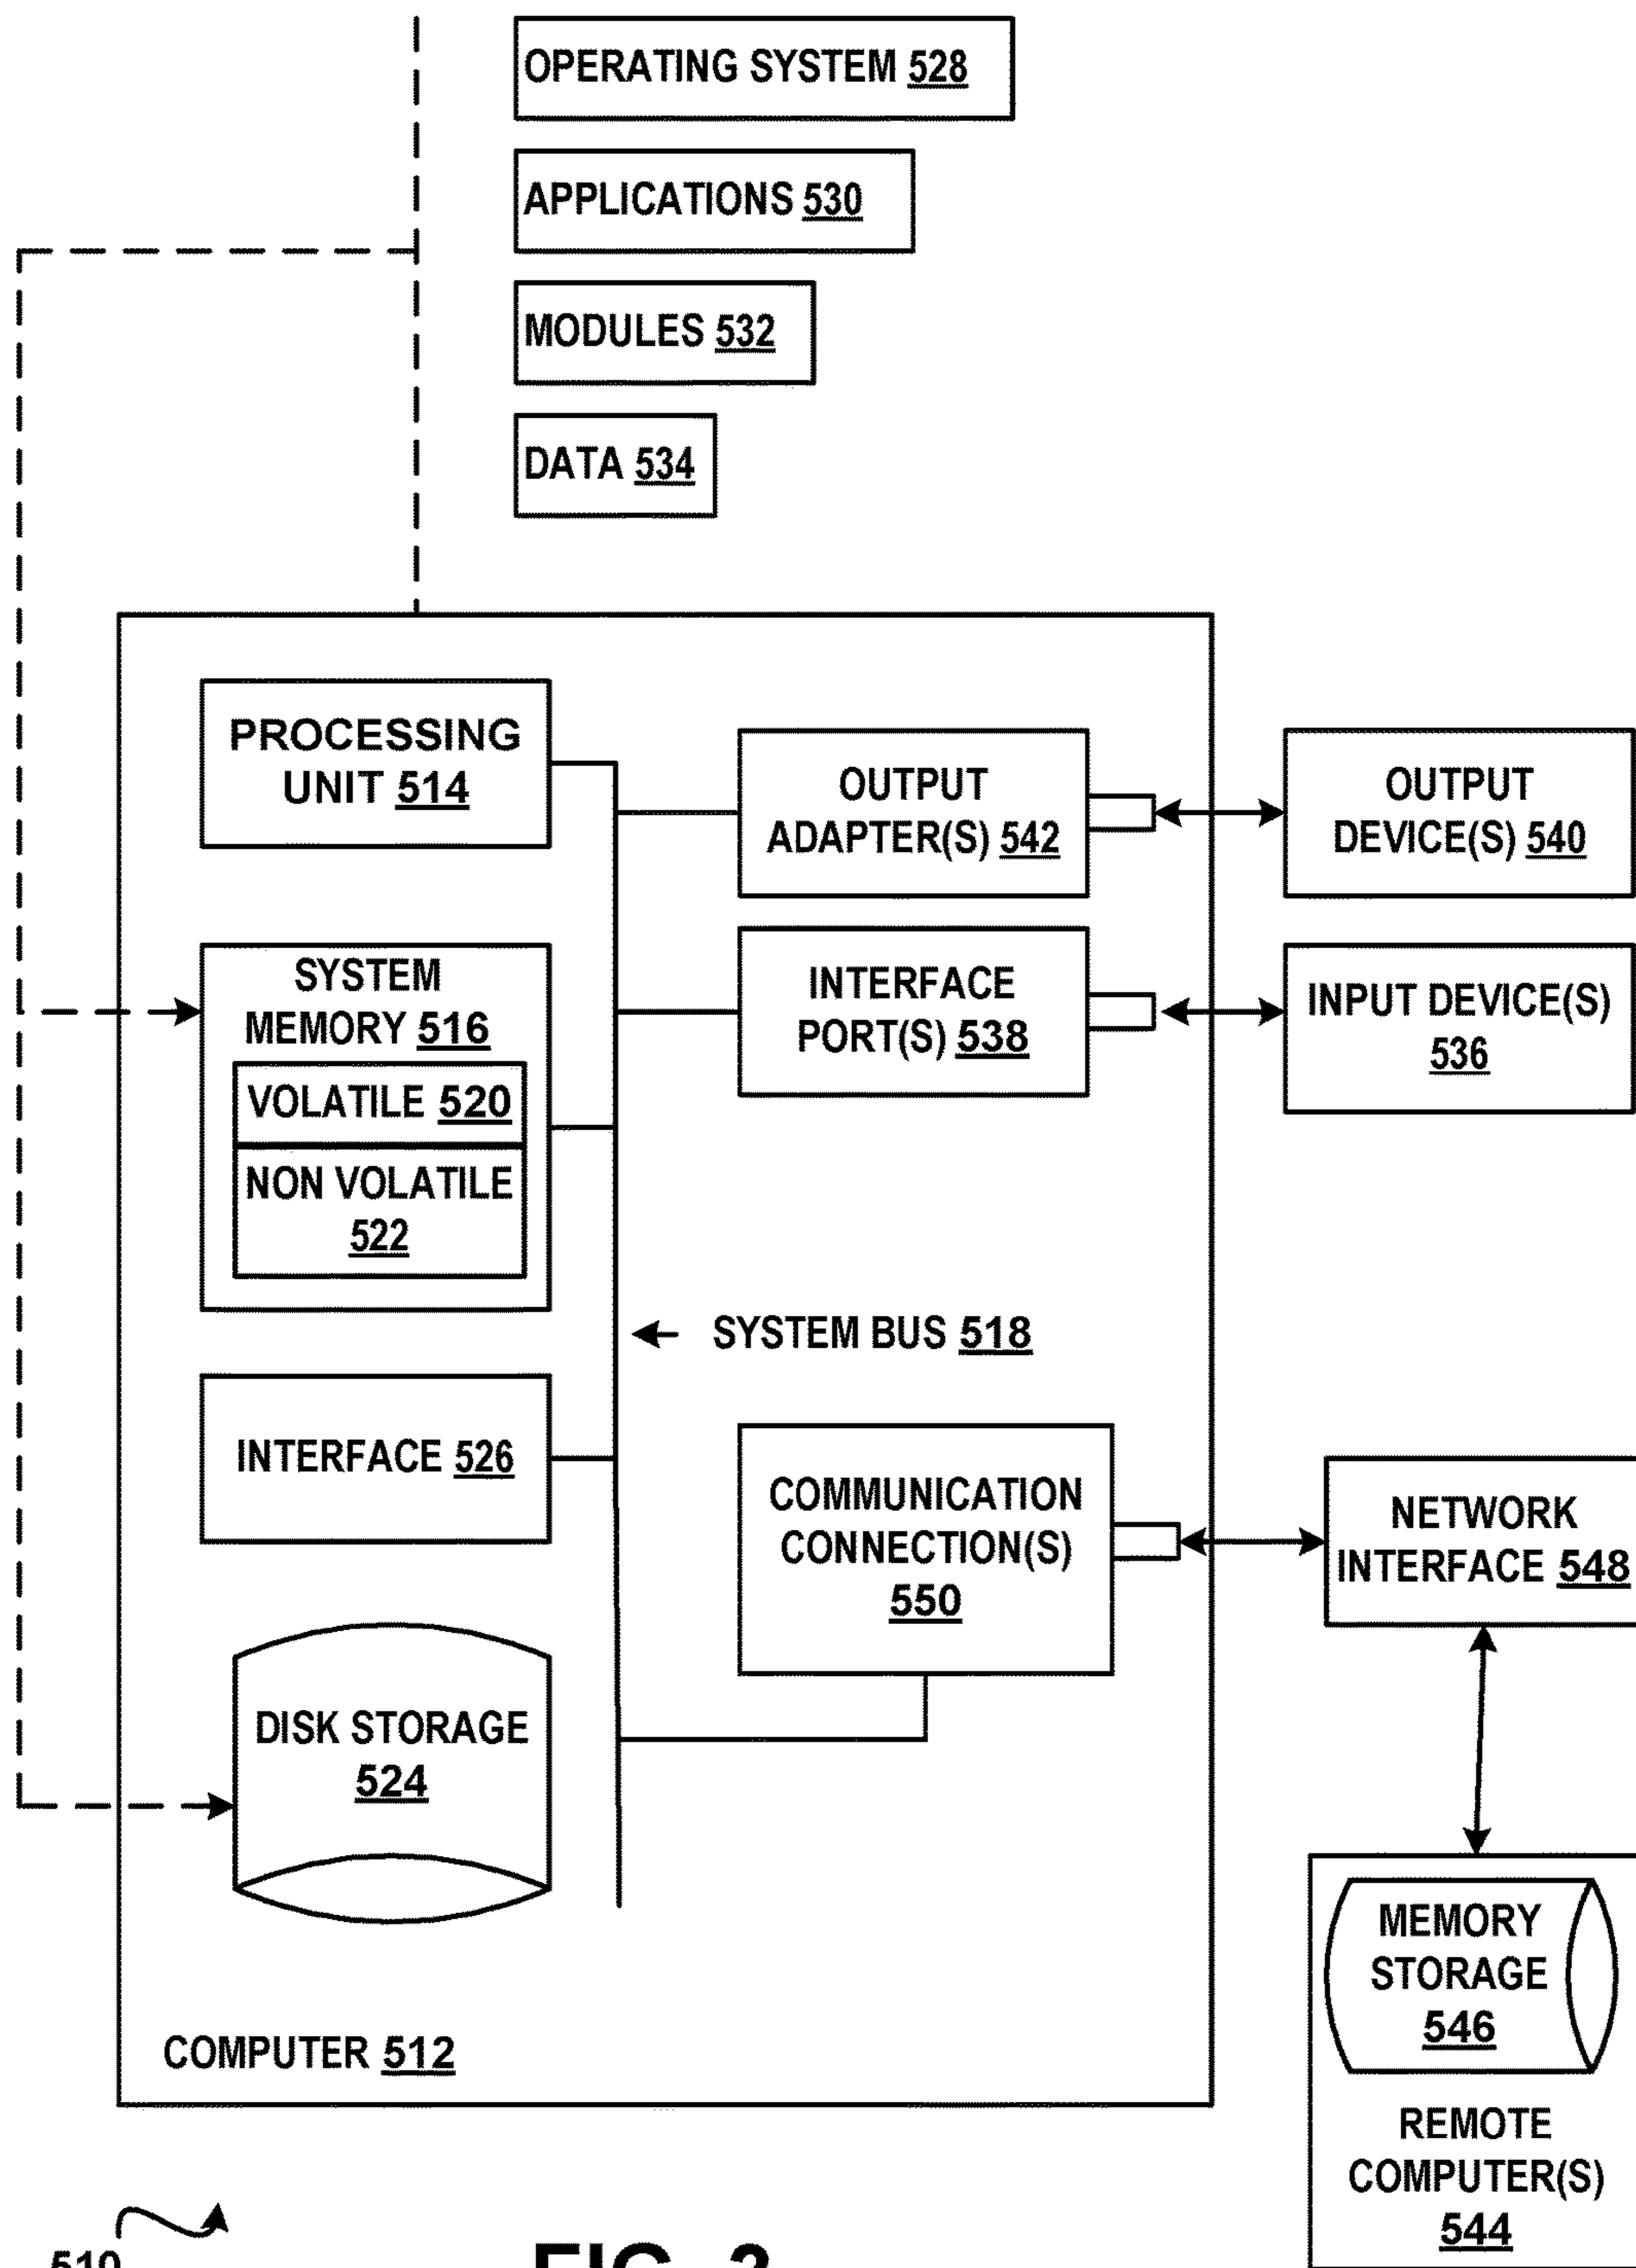 OPERATING SYSTEM 528
APPLICATIONS 530
MODULES 532
DATA 534
PROCESSING
UNIT 514
OUTPUT
ADAPTER(S) 542
OUTPUT
DEVICE(S) 540
SYSTEM
MEMORY 516
VOLATILE 520
NON VOLATILE
522
INTERFACE
PORT(S) 538
INPUT DEVICE(S)
536
SYSTEM BUS 518
INTERFACE 526
COMMUNICATION
CONNECTION(S)
550
NETWORK
INTERFACE 548
DISK STORAGE
524
MEMORY
STORAGE
546
REMOTE
COMPUTER(S)
544
COMPUTER 512